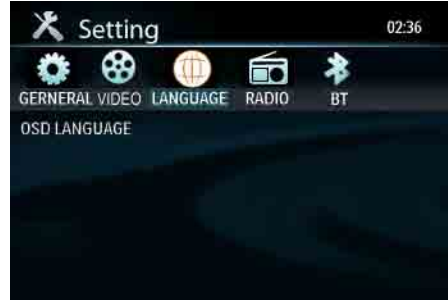 Setting 02:36
GERNERAL VIDEO LANGUAGE RADIO BT
OSD LANGUAGE